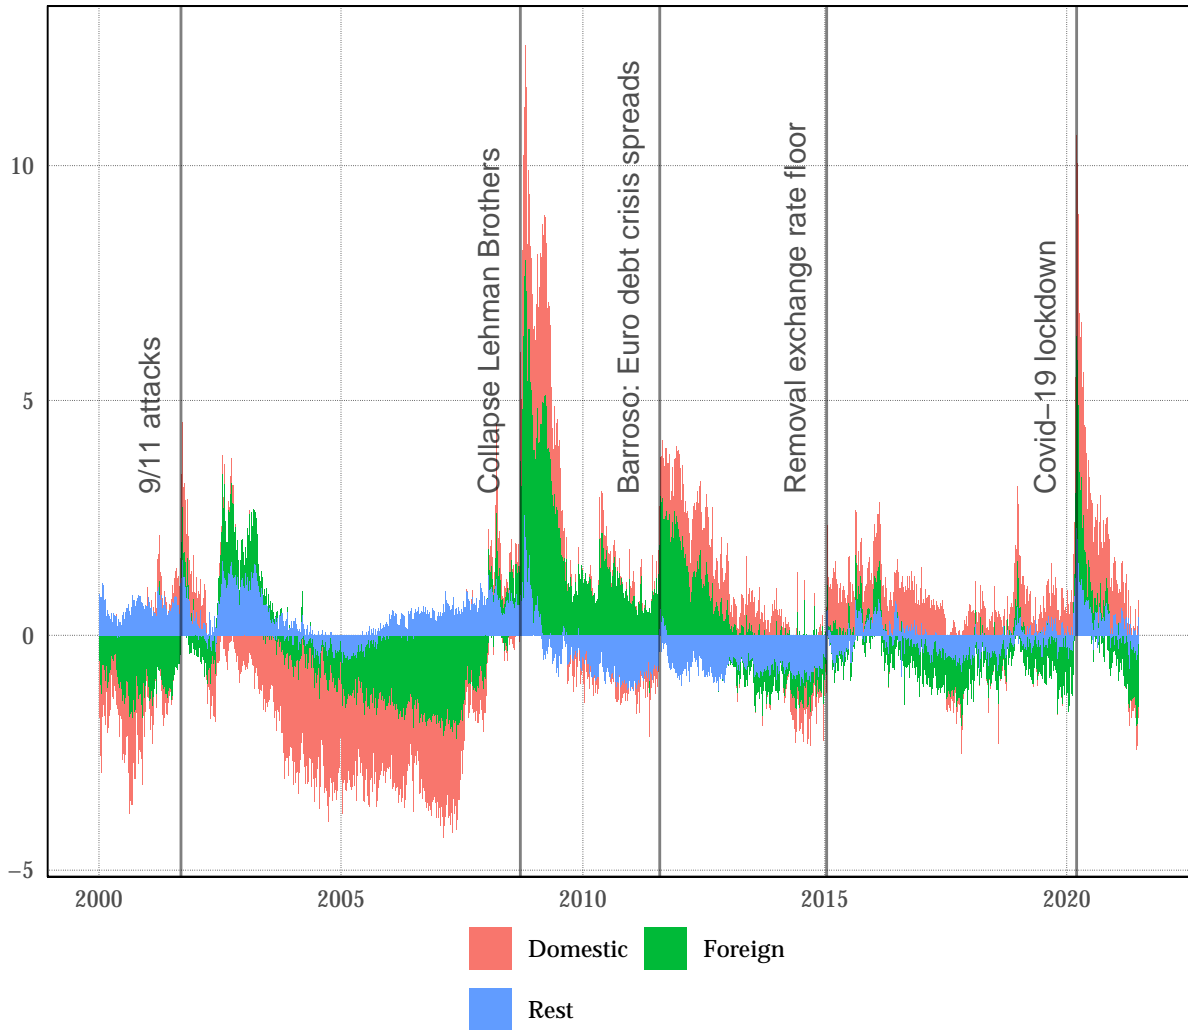 10
5
0
−5
9/11 attacks
Collapse Lehman Brothers
Barroso: Euro debt crisis spreads
Removal exchange rate floor
Covid−19 lockdown
2000
2005
2010
2015
2020
Domestic
Foreign
Rest